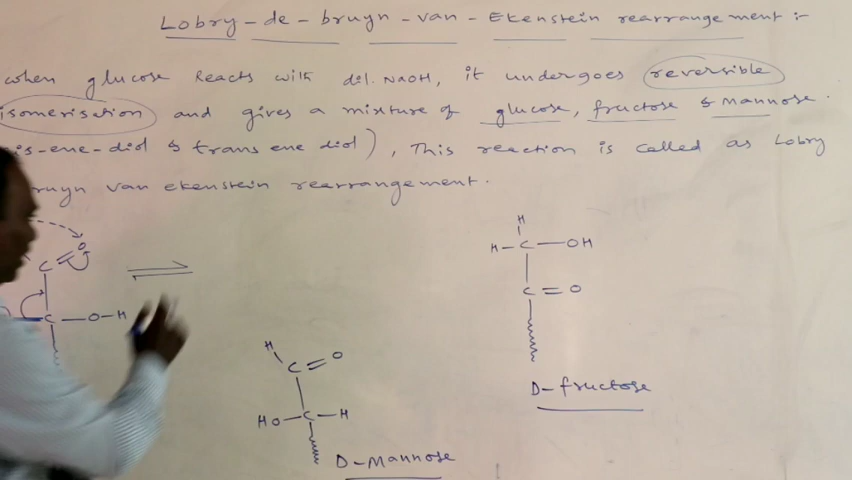 Lobry-de-bruyn-van-Ekenstein rearrangement:-
when glucose reacts with dil. NaOH, it undergoes reversible
isomerisation and gives a mixture of glucose, fructose & Mannose.
is-ene-diol & trans ene diol), This reaction is called as Lobry
ruyn van ekenstein rearrangement.
H
H-C-OH
C=O
D-fructose
C=O
C-O-H
H
C=O
HO-C-H
D-Mannose